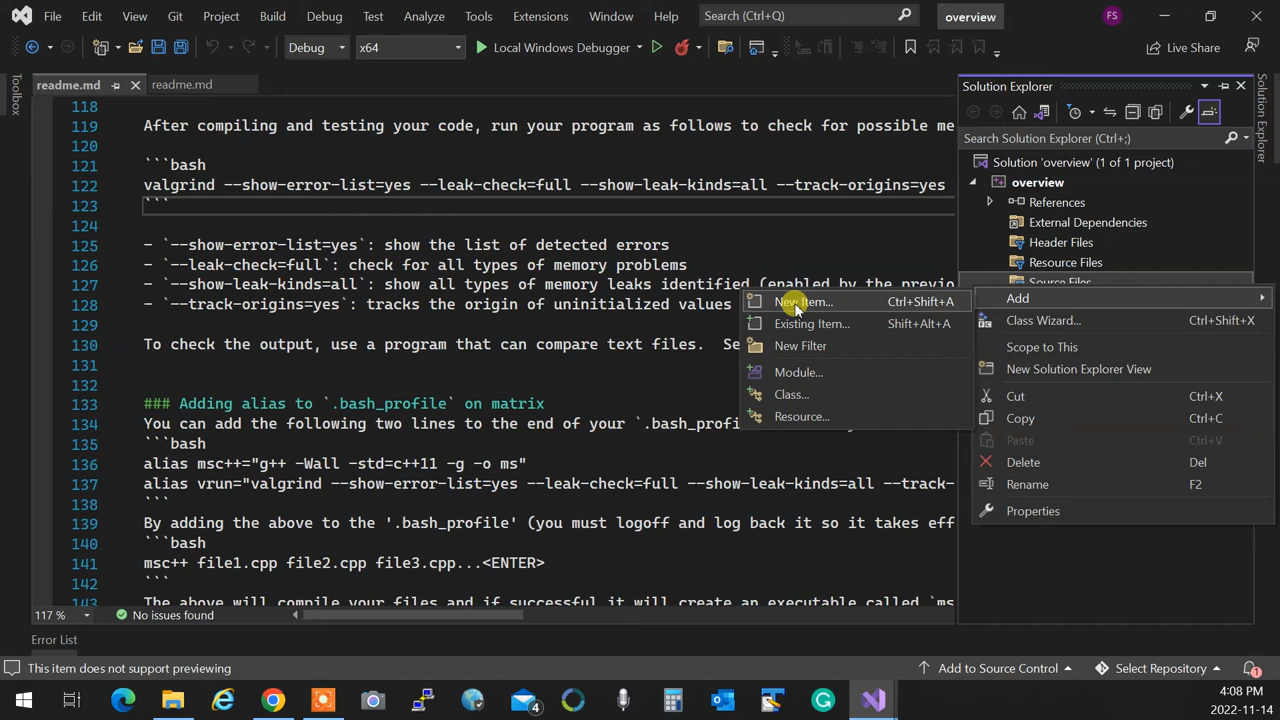 File Edit View Git Project Build Debug Test Analyze Tools Extensions Window Help Search (Ctrl+Q) overview FS
Debug x64 Local Windows Debugger Live Share
Toolbox
readme.md readme.md
118
119 After compiling and testing your code, run your program as follows to check for possible me
120
121 ```bash
122 valgrind --show-error-list=yes --leak-check=full --show-leak-kinds=all --track-origins=yes
123 ```
124
125 - `--show-error-list=yes`: show the list of detected errors
126 - `--leak-check=full`: check for all types of memory problems
127 - `--show-leak-kinds=all`: show all types of memory leaks identified (enabled by the previo
128 - `--track-origins=yes`: tracks the origin of uninitialized values
129
130 To check the output, use a program that can compare text files. Se
131
132
133 ### Adding alias to `.bash_profile` on matrix
134 You can add the following two lines to the end of your `.bash_profi
135 ```bash
136 alias msc++="g++ -Wall -std=c++11 -g -o ms"
137 alias vrun="valgrind --show-error-list=yes --leak-check=full --show-leak-kinds=all --track-
138 ```
139 By adding the above to the '.bash_profile' (you must logoff and log back it so it takes eff
140 ```bash
141 msc++ file1.cpp file2.cpp file3.cpp...<ENTER>
142 ```
143 The above will compile your files and if successful it will create an executable called `ms
New Item... Ctrl+Shift+A
Existing Item... Shift+Alt+A
New Filter
Module...
Class...
Resource...
Solution Explorer
Search Solution Explorer (Ctrl+;)
Solution 'overview' (1 of 1 project)
overview
References
External Dependencies
Header Files
Resource Files
Source Files
Add
Class Wizard... Ctrl+Shift+X
Scope to This
New Solution Explorer View
Cut Ctrl+X
Copy Ctrl+C
Paste Ctrl+V
Delete Del
Rename F2
Properties
Properties
Team Explorer
117 % No issues found
Error List
This item does not support previewing Add to Source Control Select Repository 1
4 4:08 PM
2022-11-14